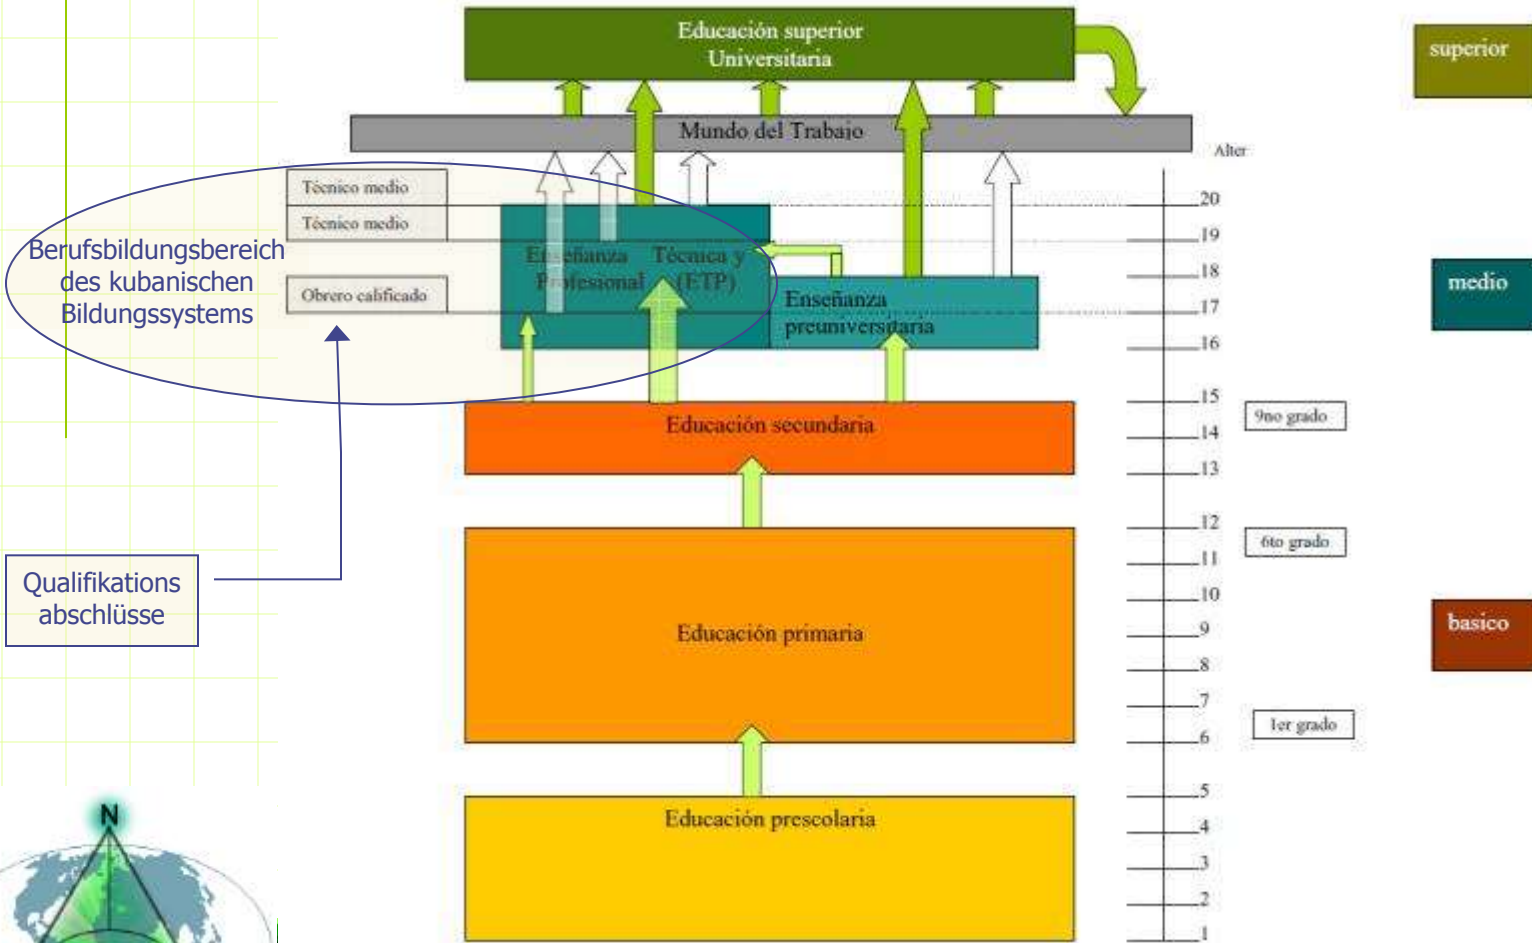 Educación superior
Universitaria
superior
Mundo del Trabajo
Alter
Técnico medio
Técnico medio
Obrero calificado
Berufsbildungsbereich
des kubanischen
Bildungssystems
Enseñanza Técnica y
Profesional (ETP)
Enseñanza
preuniversitaria
medio
20
19
18
17
16
15
14
13
12
11
10
9
8
7
6
5
4
3
2
1
9no grado
6to grado
1er grado
Educación secundaria
Qualifikations
abschlüsse
Educación primaria
basico
Educación prescolaria
N